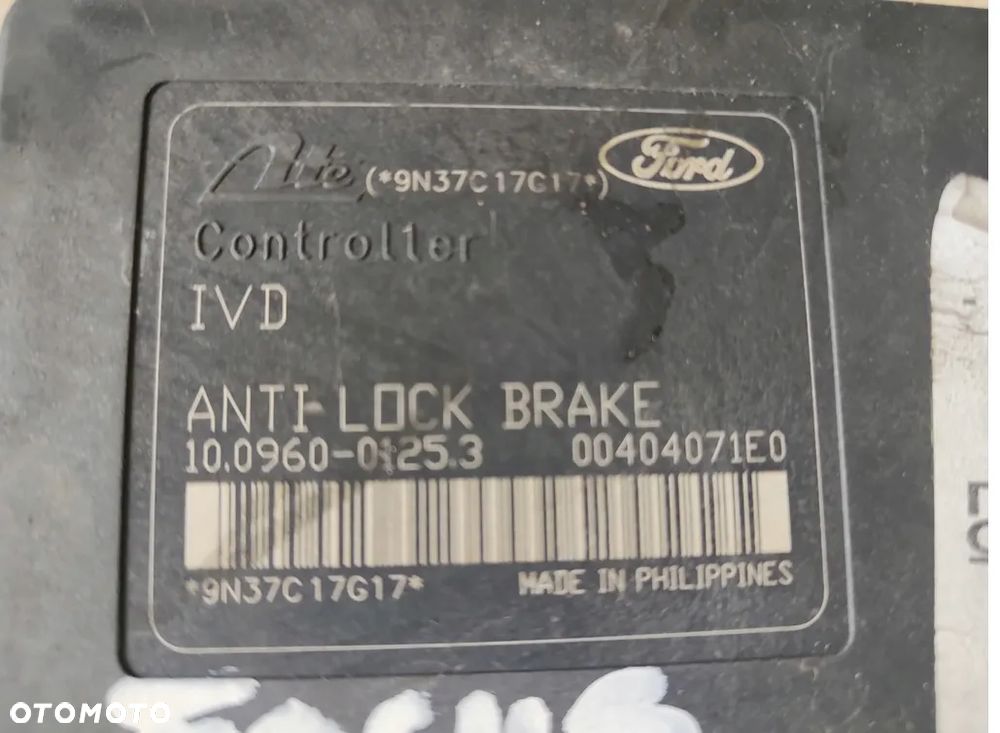 Ate (*9N37C17G17*) Ford
Controller
IVD
ANTI-LOCK BRAKE
10.0960-0125.3 00404071E0
*9N37C17G17* MADE IN PHILIPPINES
OTOMOTO